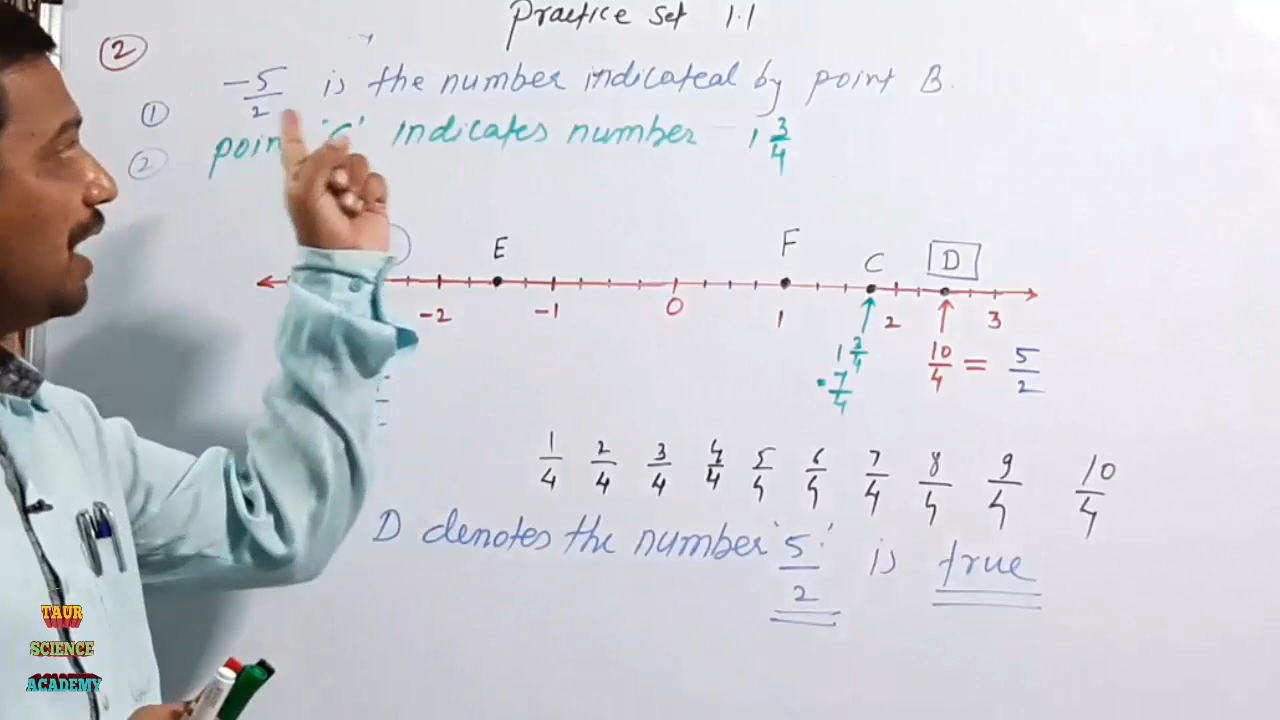 Practice set 1.1
②
① -5/2 is the number indicated by point B.
② point 'C' indicates number 1 3/4
E F C D
-2 -1 0 1 2 3
1 3/4 10/4 = 5/2
7/4
1/4 2/4 3/4 4/4 5/4 6/4 7/4 8/4 9/4 10/4
D denotes the number '5/2' is true
TAUR
SCIENCE
ACADEMY